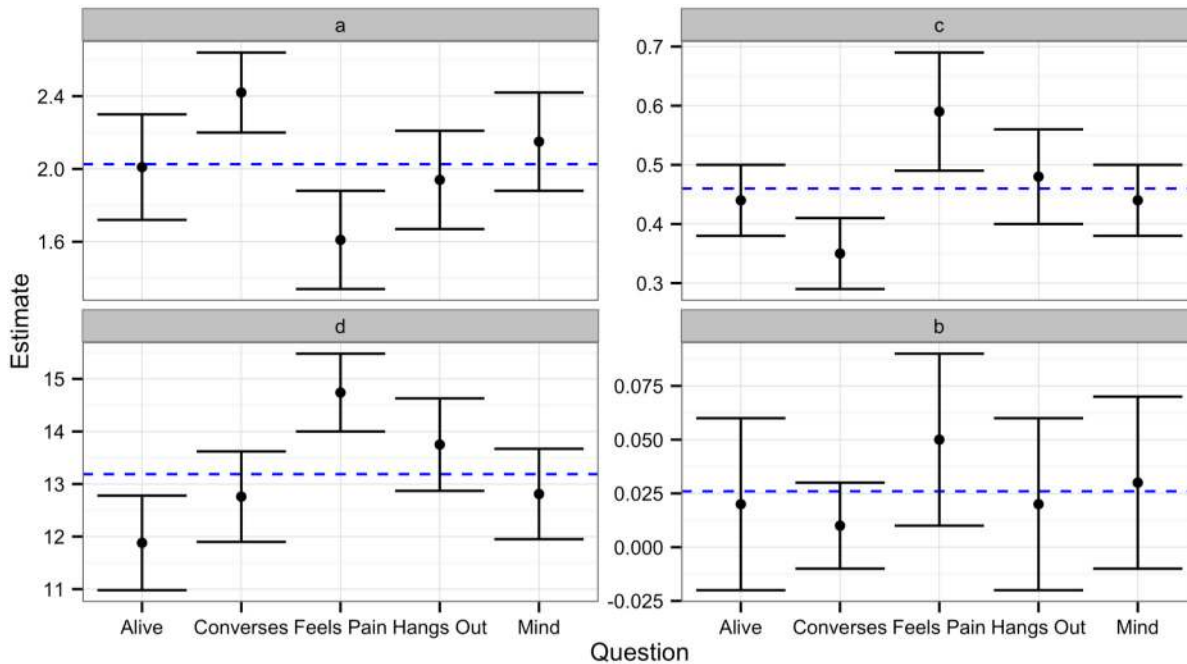 a
c
2.4
2.0
1.6
0.7
0.6
0.5
0.4
0.3
Estimate
d
b
15
14
13
12
11
0.075
0.050
0.025
0.000
-0.025
Alive Converses Feels Pain Hangs Out Mind
Alive Converses Feels Pain Hangs Out Mind
Question